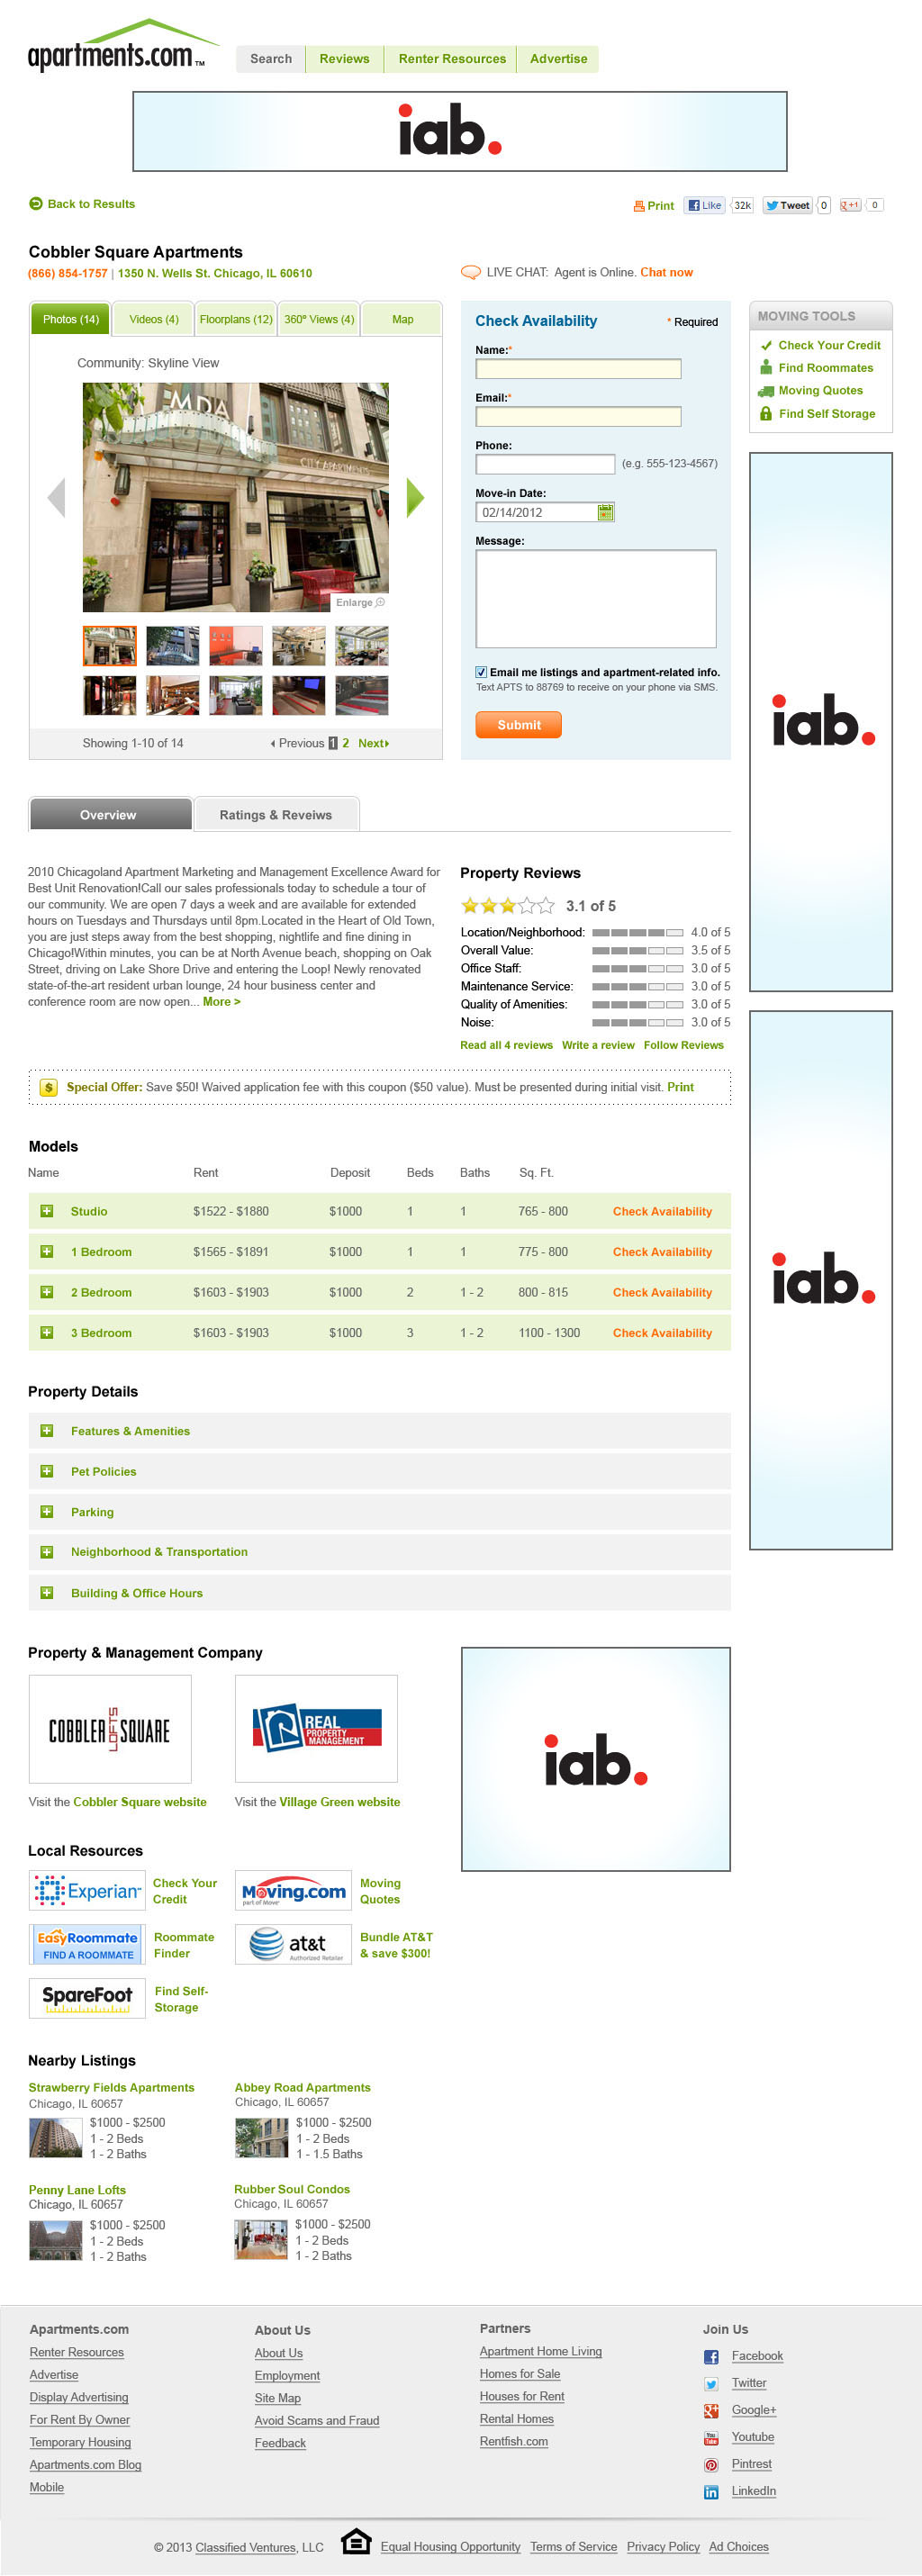 apartments.com™
Search Reviews Renter Resources Advertise
iab.
Back to Results
Print Like 32k Tweet 0 +1 0
Cobbler Square Apartments
(866) 854-1757 | 1350 N. Wells St. Chicago, IL 60610
LIVE CHAT: Agent is Online. Chat now
Photos (14) Videos (4) Floorplans (12) 360º Views (4) Map
Community: Skyline View
Enlarge
Showing 1-10 of 14 Previous 1 2 Next
Check Availability * Required
Name:*
Email:*
Phone:
(e.g. 555-123-4567)
Move-in Date:
02/14/2012
Message:
Email me listings and apartment-related info.
Text APTS to 88769 to receive on your phone via SMS.
Submit
MOVING TOOLS
Check Your Credit
Find Roommates
Moving Quotes
Find Self Storage
iab.
Overview Ratings & Reveiws
2010 Chicagoland Apartment Marketing and Management Excellence Award for
Best Unit Renovation!Call our sales professionals today to schedule a tour of
our community. We are open 7 days a week and are available for extended
hours on Tuesdays and Thursdays until 8pm.Located in the Heart of Old Town,
you are just steps away from the best shopping, nightlife and fine dining in
Chicago!Within minutes, you can be at North Avenue beach, shopping on Oak
Street, driving on Lake Shore Drive and entering the Loop! Newly renovated
state-of-the-art resident urban lounge, 24 hour business center and
conference room are now open... More >
Property Reviews
3.1 of 5
Location/Neighborhood: 4.0 of 5
Overall Value: 3.5 of 5
Office Staff: 3.0 of 5
Maintenance Service: 3.0 of 5
Quality of Amenities: 3.0 of 5
Noise: 3.0 of 5
Read all 4 reviews Write a review Follow Reviews
$ Special Offer: Save $50! Waived application fee with this coupon ($50 value). Must be presented during initial visit. Print
Models
Name Rent Deposit Beds Baths Sq. Ft.
Studio $1522 - $1880 $1000 1 1 765 - 800 Check Availability
1 Bedroom $1565 - $1891 $1000 1 1 775 - 800 Check Availability
2 Bedroom $1603 - $1903 $1000 2 1 - 2 800 - 815 Check Availability
3 Bedroom $1603 - $1903 $1000 3 1 - 2 1100 - 1300 Check Availability
iab.
Property Details
Features & Amenities
Pet Policies
Parking
Neighborhood & Transportation
Building & Office Hours
Property & Management Company
COBBLER LOFTS SQUARE
REAL
PROPERTY
MANAGEMENT
Visit the Cobbler Square website
Visit the Village Green website
iab.
Local Resources
Experian
Check Your
Credit
Moving.com
part of Move
Moving
Quotes
EasyRoommate
FIND A ROOMMATE
Roommate
Finder
at&t
Authorized Retailer
Bundle AT&T
& save $300!
SpareFoot
Find Self-
Storage
Nearby Listings
Strawberry Fields Apartments
Chicago, IL 60657
$1000 - $2500
1 - 2 Beds
1 - 2 Baths
Abbey Road Apartments
Chicago, IL 60657
$1000 - $2500
1 - 2 Beds
1 - 1.5 Baths
Penny Lane Lofts
Chicago, IL 60657
$1000 - $2500
1 - 2 Beds
1 - 2 Baths
Rubber Soul Condos
Chicago, IL 60657
$1000 - $2500
1 - 2 Beds
1 - 2 Baths
Apartments.com
Renter Resources
Advertise
Display Advertising
For Rent By Owner
Temporary Housing
Apartments.com Blog
Mobile
About Us
About Us
Employment
Site Map
Avoid Scams and Fraud
Feedback
Partners
Apartment Home Living
Homes for Sale
Houses for Rent
Rental Homes
Rentfish.com
Join Us
Facebook
Twitter
Google+
Youtube
Pintrest
LinkedIn
© 2013 Classified Ventures, LLC Equal Housing Opportunity Terms of Service Privacy Policy Ad Choices